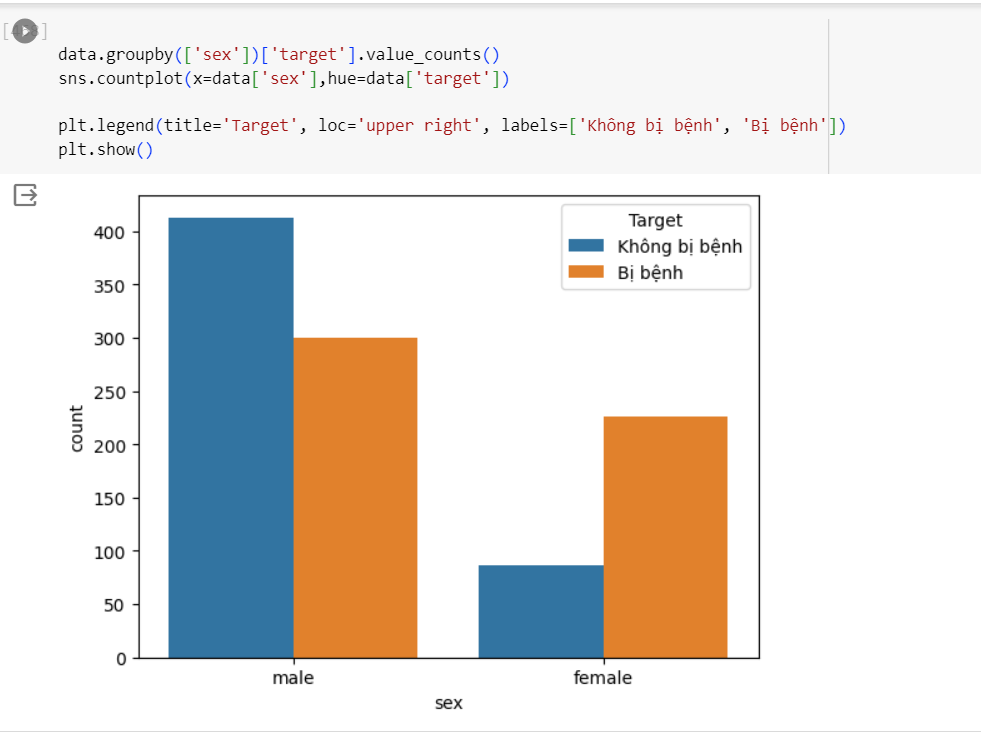 data.groupby(['sex'])['target'].value_counts()
sns.countplot(x=data['sex'],hue=data['target'])
plt.legend(title='Target', loc='upper right', labels=['Không bị bệnh', 'Bị bệnh'])
plt.show()
Target
Không bị bệnh
Bị bệnh
400
350
300
250
200
150
100
50
0
count
male
female
sex